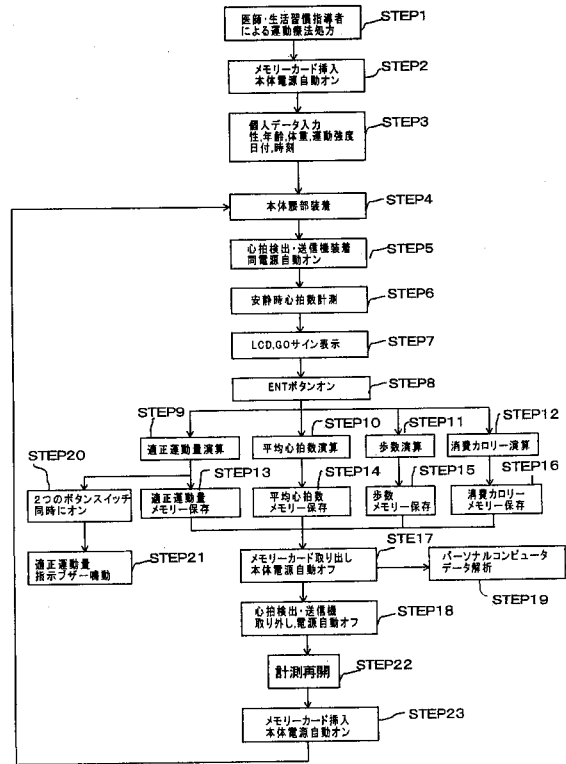 医師・生活習慣指導者
による運動療法処方
STEP1
メモリーカード挿入
本体電源自動オン
STEP2
個人データ入力
性,年齢,体重,運動強度
日付,時刻
STEP3
本体腰部装着
STEP4
心拍検出・送信機装着
同電源自動オン
STEP5
安静時心拍数計測
STEP6
LCD,GOサイン表示
STEP7
ENTボタンオン
STEP8
STEP9
適正運動量演算
STEP10
平均心拍数演算
STEP11
歩数演算
STEP12
消費カロリー演算
STEP20
2つのボタンスイッチ
同時にオン
STEP13
適正運動量
メモリー保存
STEP14
平均心拍数
メモリー保存
STEP15
歩数
メモリー保存
STEP16
消費カロリー
メモリー保存
STEP21
適正運動量
指示ブザー鳴動
STE17
メモリーカード取り出し
本体電源自動オフ
パーソナルコンピュータ
データ解析
STEP19
STEP18
心拍検出・送信機
取り外し,電源自動オフ
STEP22
計測再開
STEP23
メモリーカード挿入
本体電源自動オン